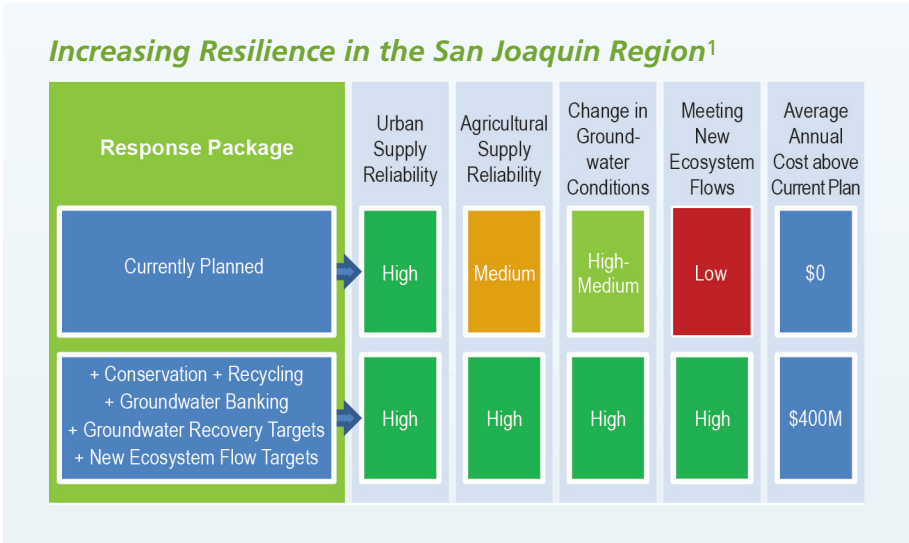 Increasing Resilience in the San Joaquin Region1
Response Package
Urban
Supply
Reliability
Agricultural
Supply
Reliability
Change in
Ground-
water
Conditions
Meeting
New
Ecosystem
Flows
Average
Annual
Cost above
Current Plan
Currently Planned
High
Medium
High-
Medium
Low
$0
+ Conservation + Recycling
+ Groundwater Banking
+ Groundwater Recovery Targets
+ New Ecosystem Flow Targets
High
High
High
High
$400M